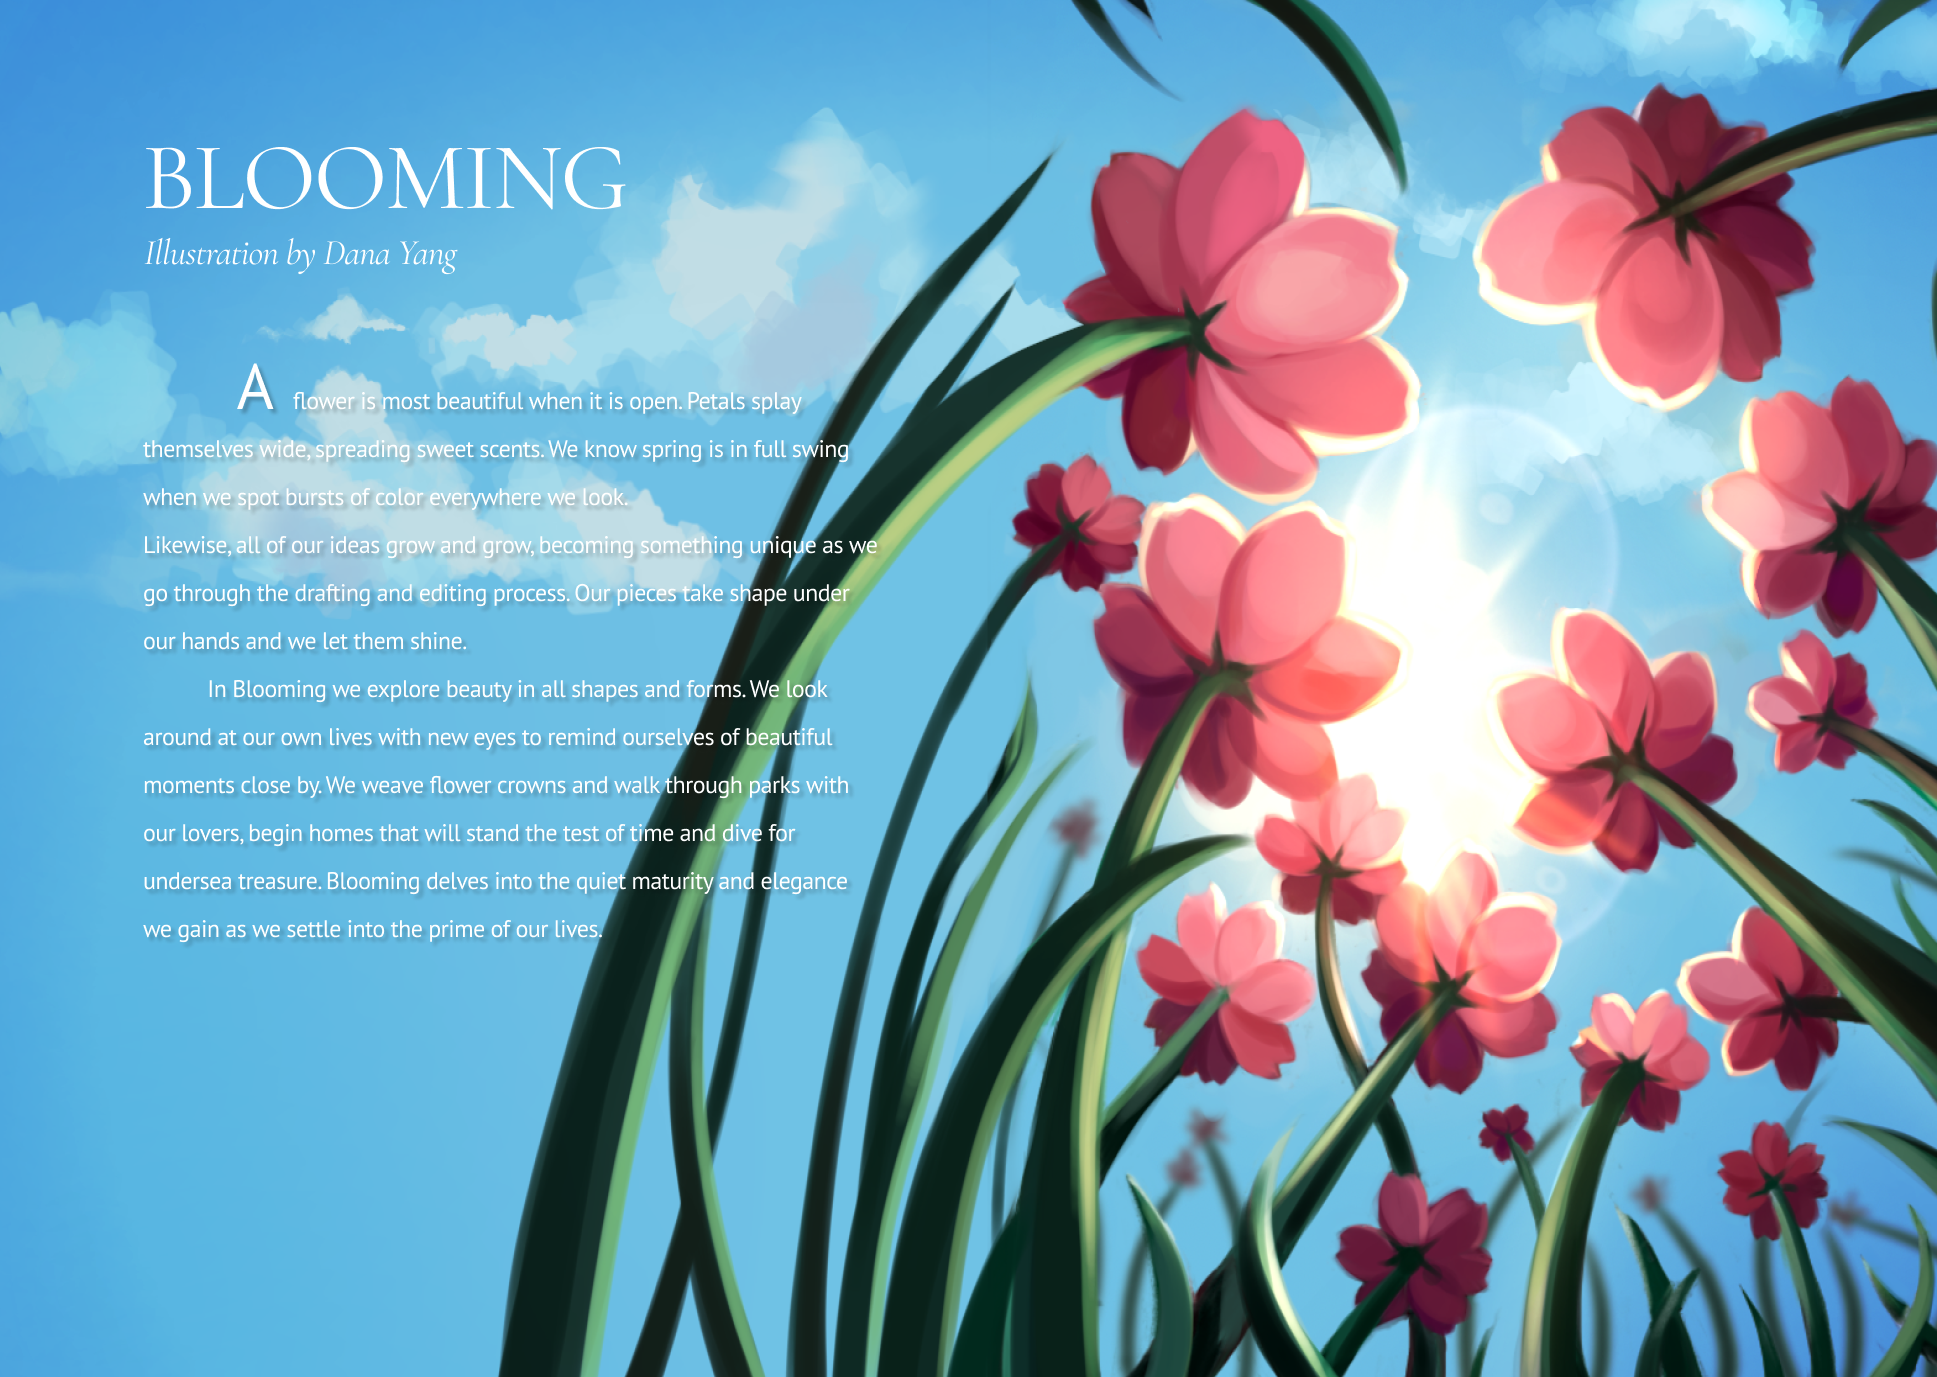 BLOOMING
Illustration by Dana Yang
A flower is most beautiful when it is open. Petals splay
themselves wide, spreading sweet scents. We know spring is in full swing
when we spot bursts of color everywhere we look.
Likewise, all of our ideas grow and grow, becoming something unique as we
go through the drafting and editing process. Our pieces take shape under
our hands and we let them shine.
In Blooming we explore beauty in all shapes and forms. We look
around at our own lives with new eyes to remind ourselves of beautiful
moments close by. We weave flower crowns and walk through parks with
our lovers, begin homes that will stand the test of time and dive for
undersea treasure. Blooming delves into the quiet maturity and elegance
we gain as we settle into the prime of our lives.